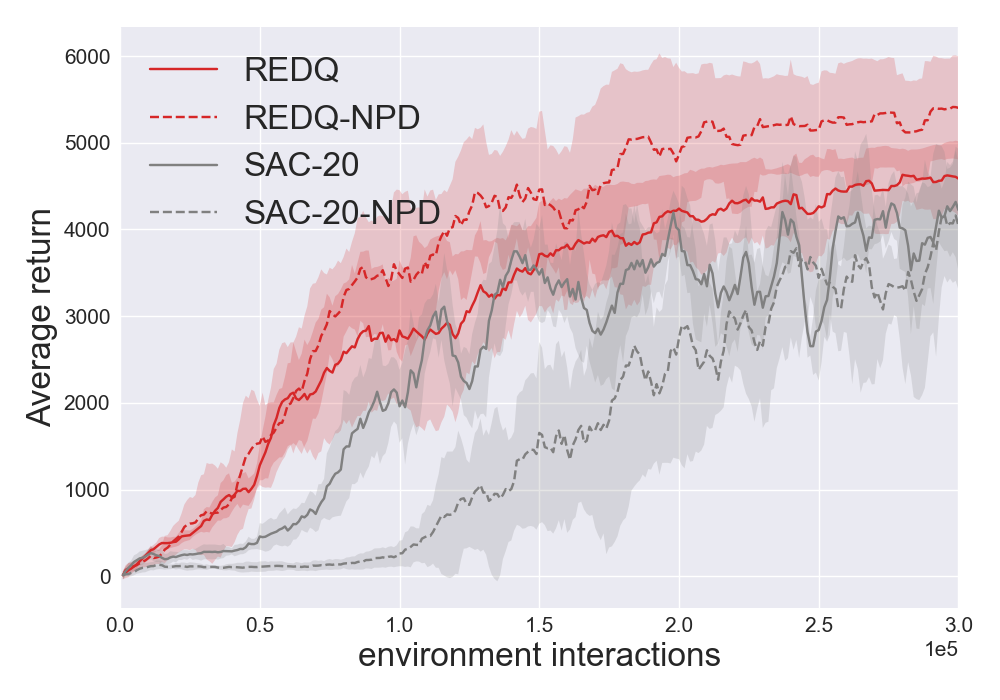 REDQ
REDQ-NPD
SAC-20
SAC-20-NPD
Average return
6000
5000
4000
3000
2000
1000
0
0.0 0.5 1.0 1.5 2.0 2.5 3.0
1e5
environment interactions